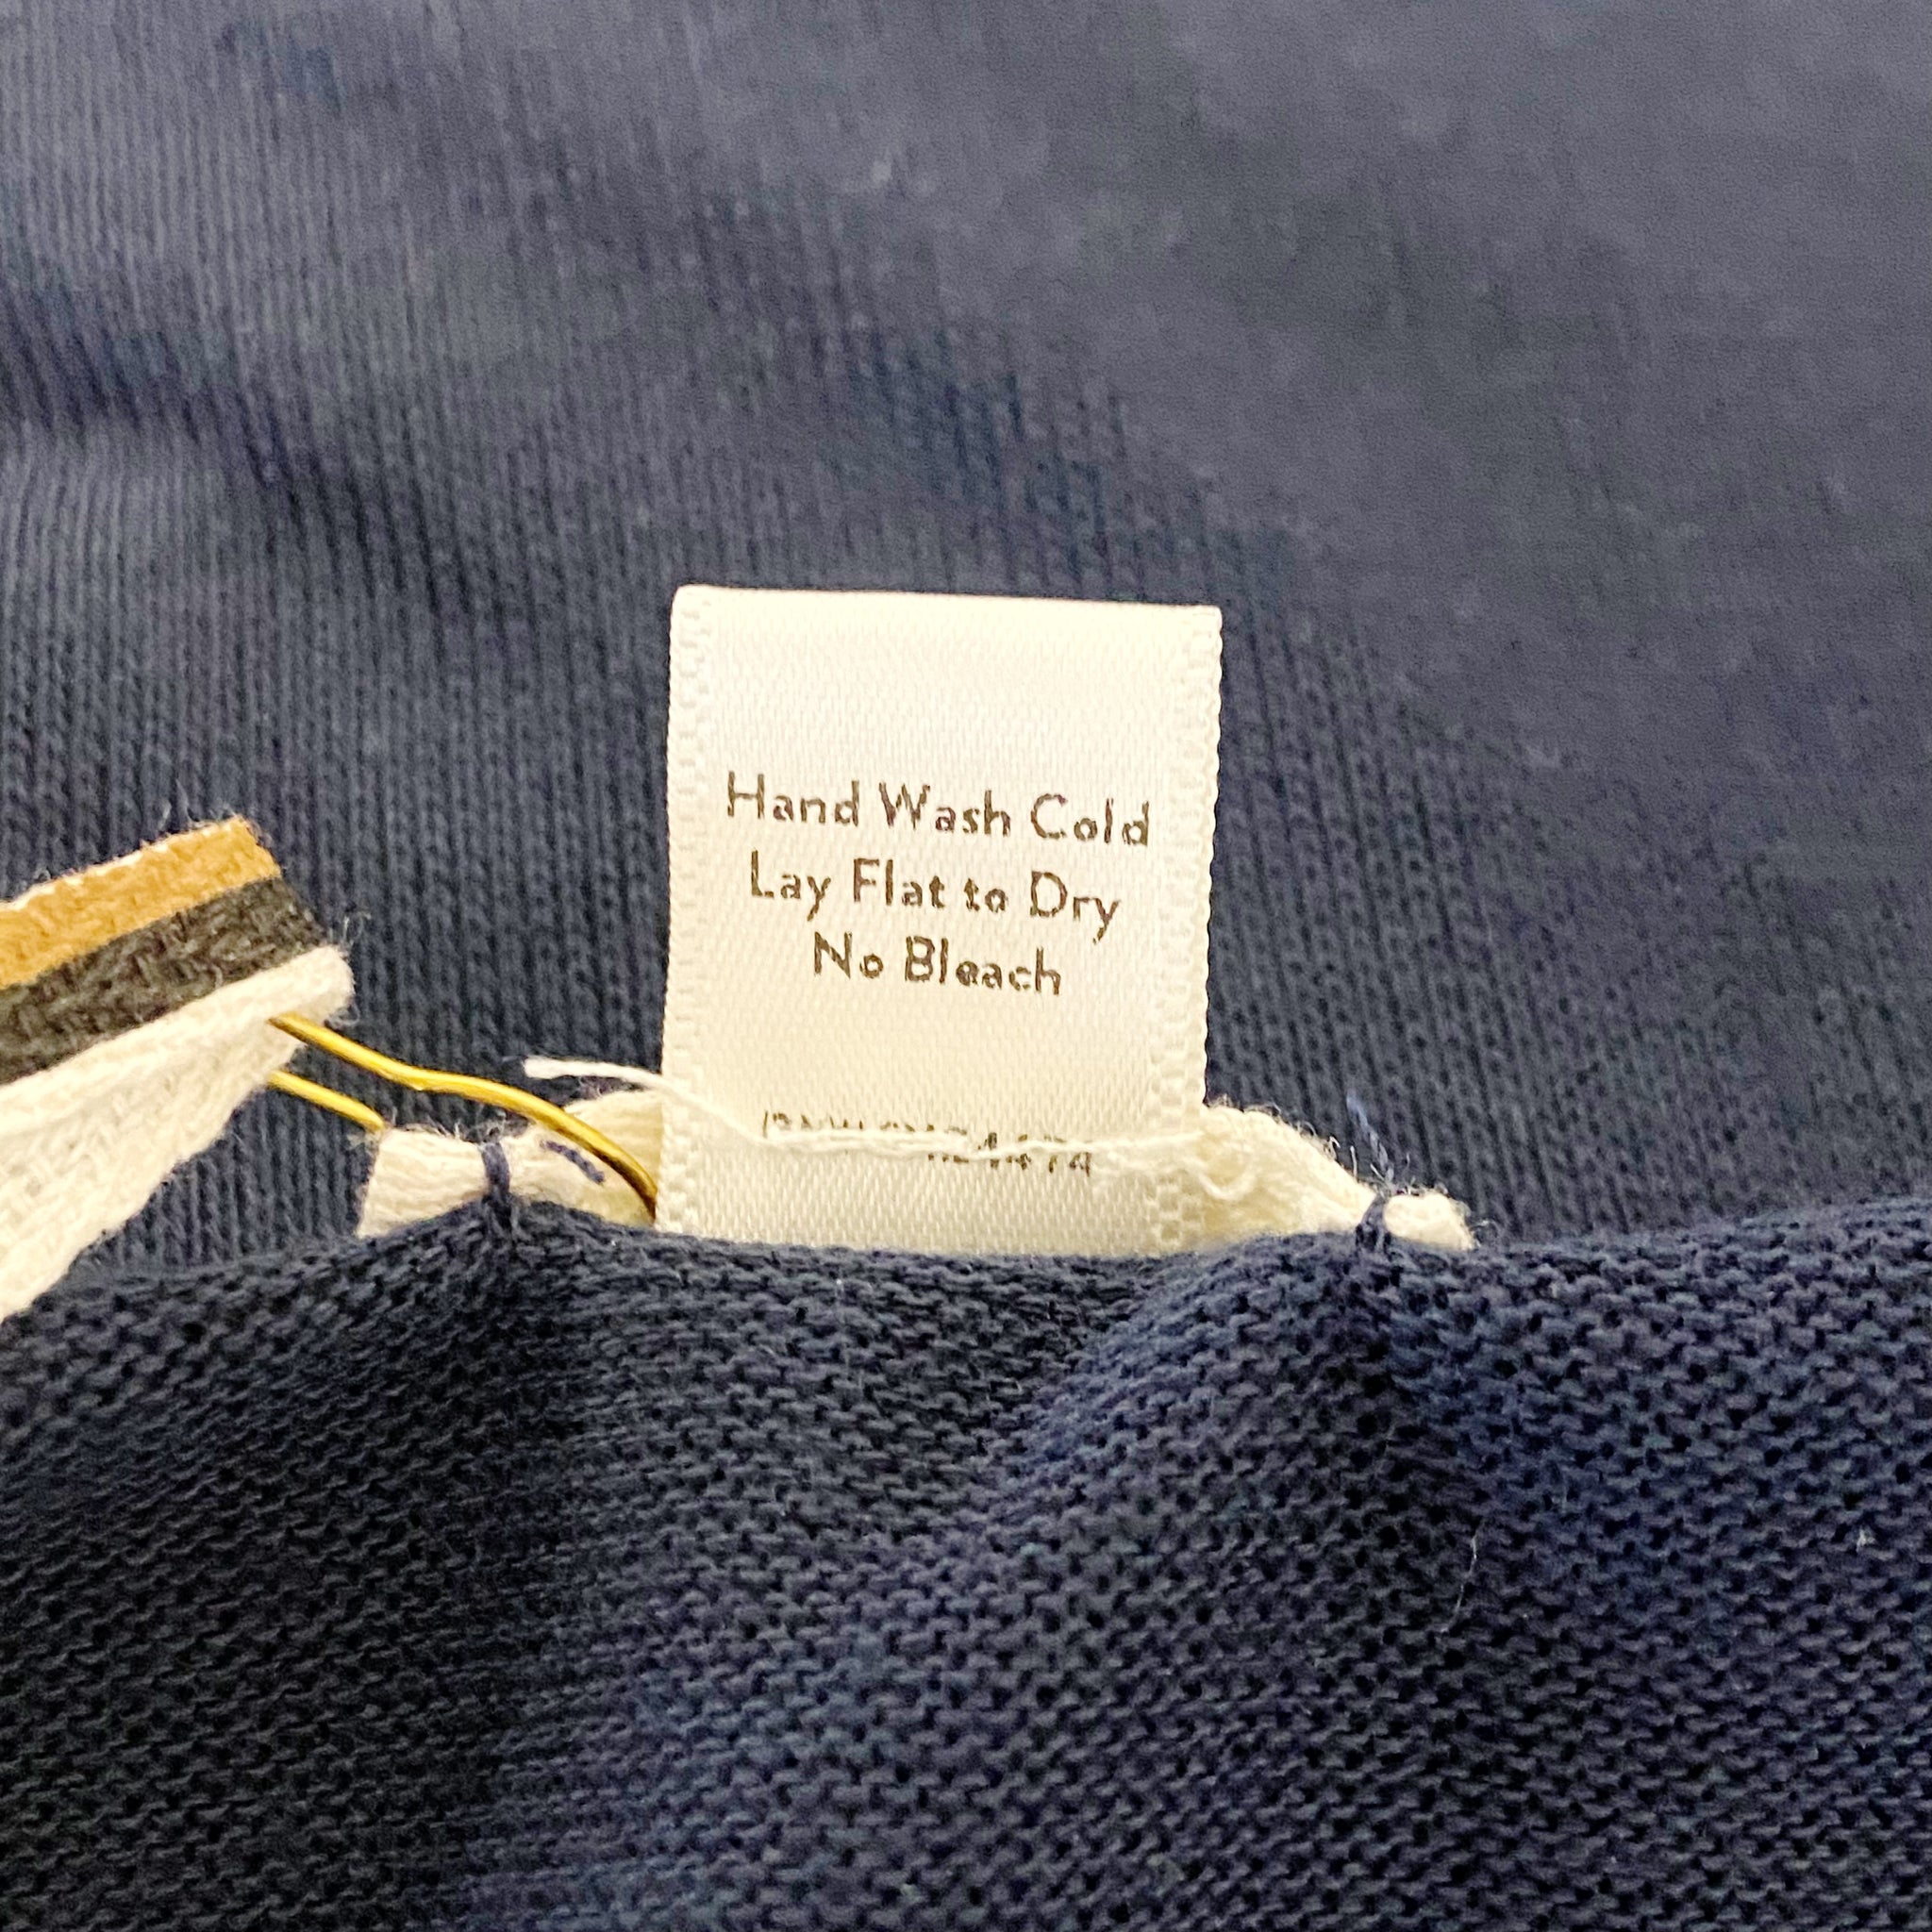 Hand Wash Cold
Lay Flat to Dry
No Bleach